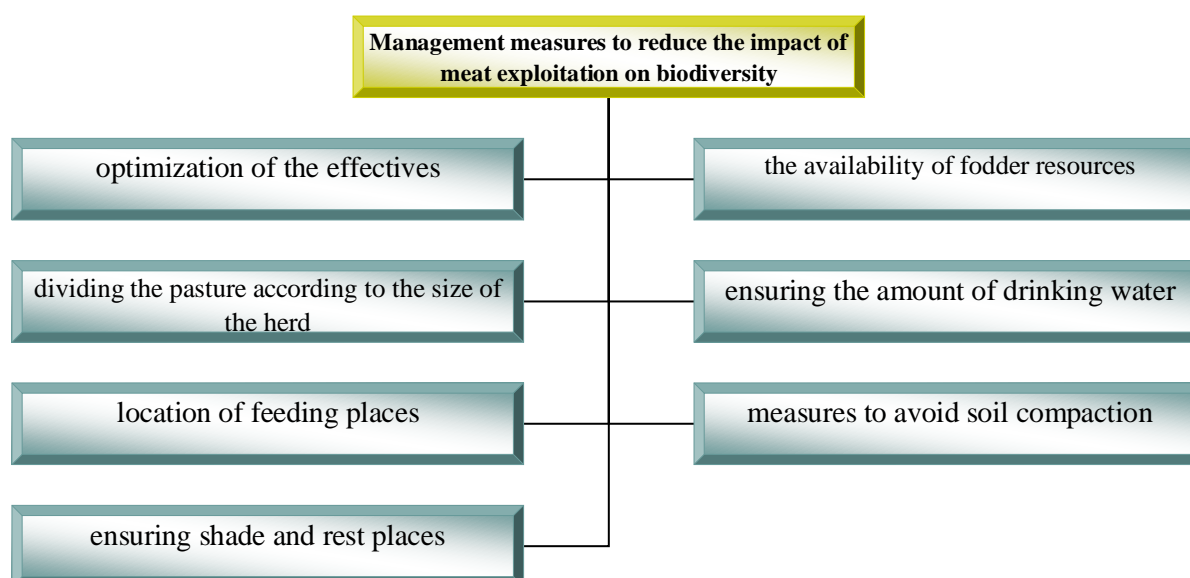 Management measures to reduce the impact of
meat exploitation on biodiversity
optimization of the effectives
the availability of fodder resources
dividing the pasture according to the size of
the herd
ensuring the amount of drinking water
location of feeding places
measures to avoid soil compaction
ensuring shade and rest places